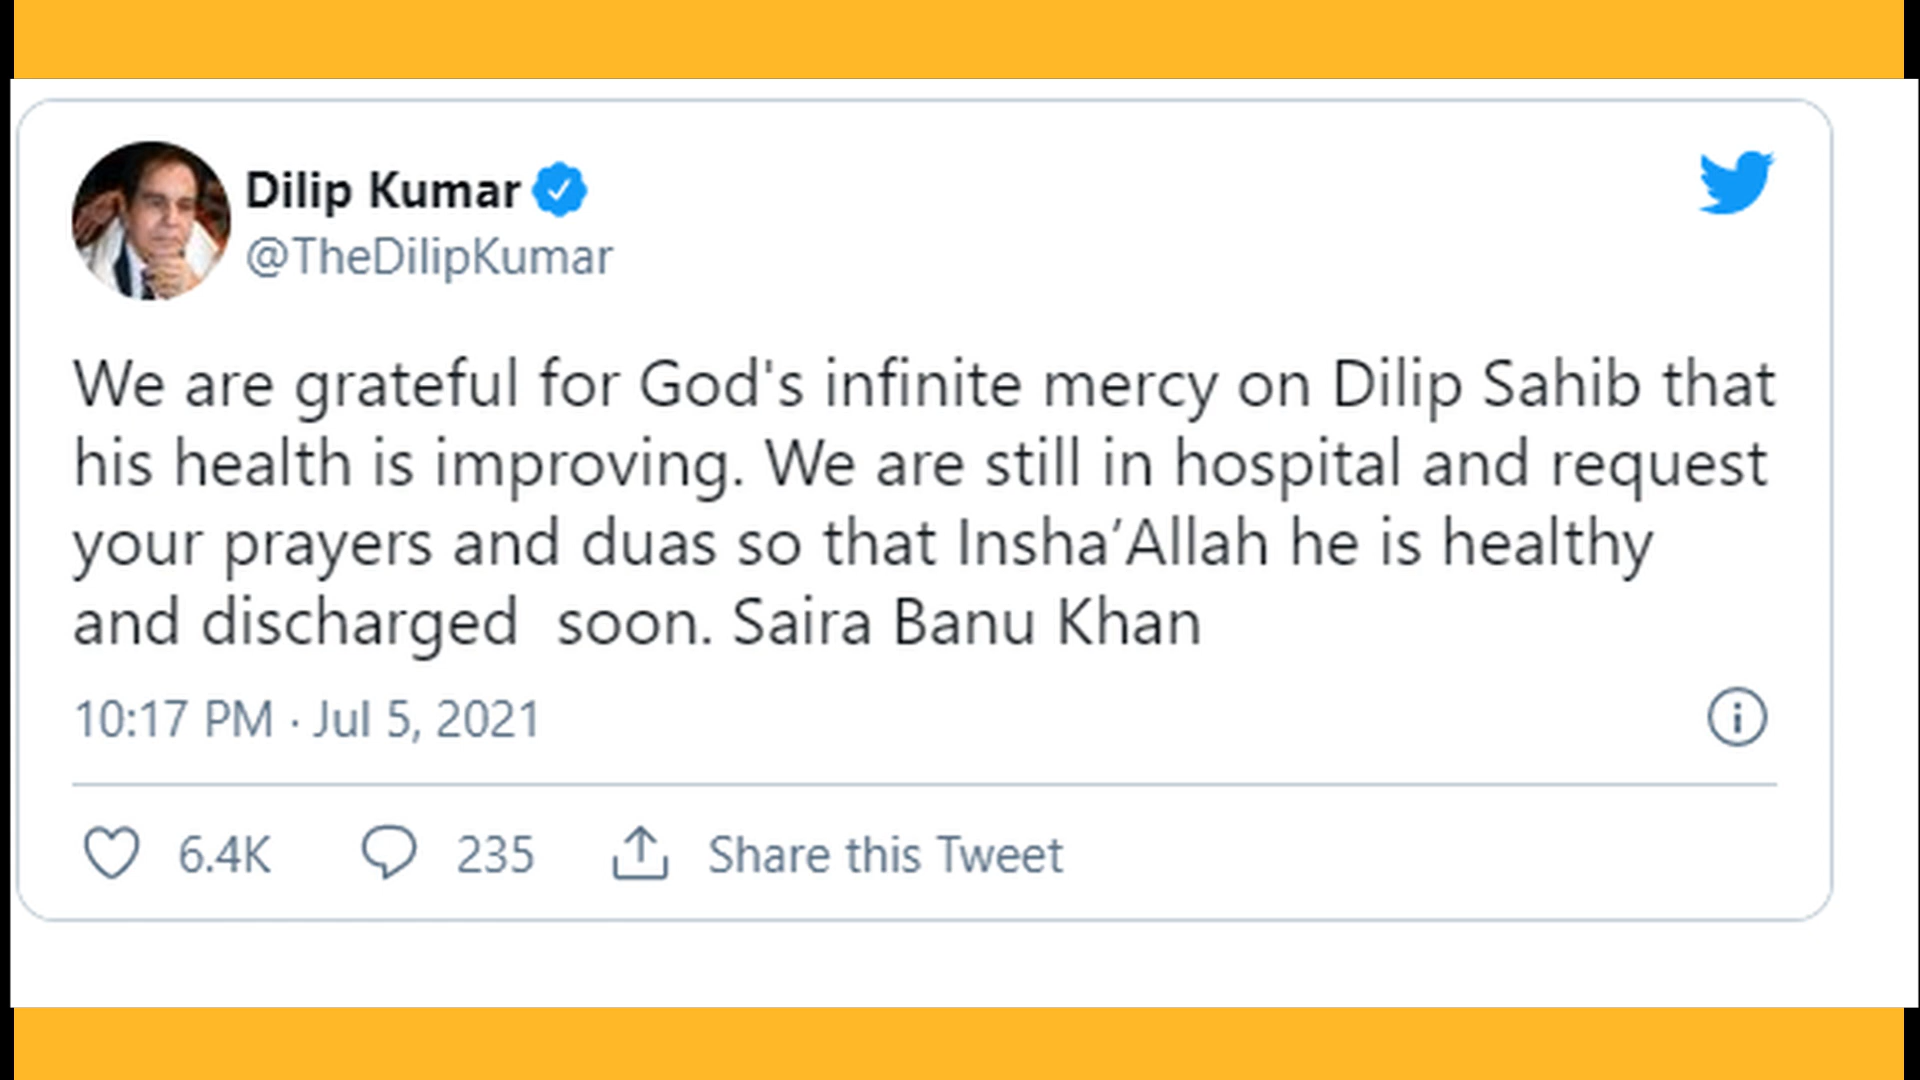 Dilip Kumar
@TheDilipKumar
We are grateful for God's infinite mercy on Dilip Sahib that
his health is improving. We are still in hospital and request
your prayers and duas so that Insha’Allah he is healthy
and discharged  soon. Saira Banu Khan
10:17 PM · Jul 5, 2021
6.4K 235 Share this Tweet